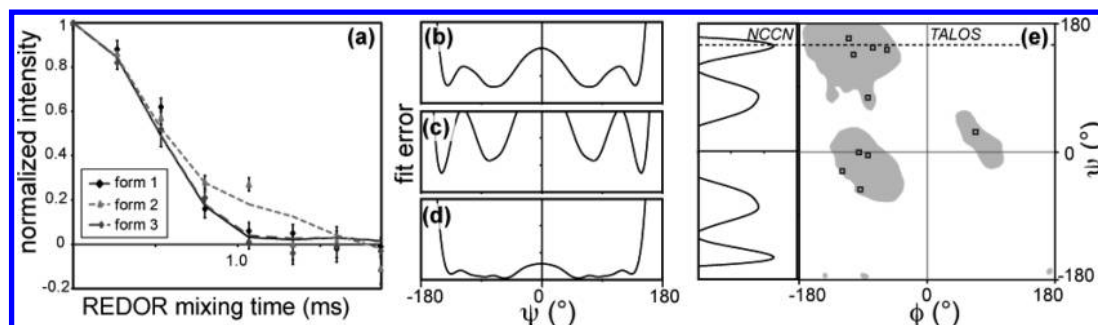 (a)
normalized intensity
1
0.8
0.6
0.4
0.2
0
-0.2
form 1
form 2
form 3
1.0
REDOR mixing time (ms)
(b)
(c)
(d)
fit error
-180 0 180
ψ (°)
NCCN
TALOS
(e)
180
0
-180
ψ (°)
-180 0 180
ϕ (°)